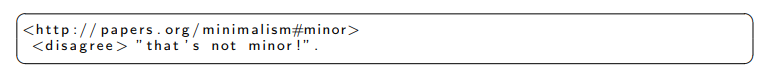 <http://papers.org/minimalism#minor>
<disagree> "that's not minor!".